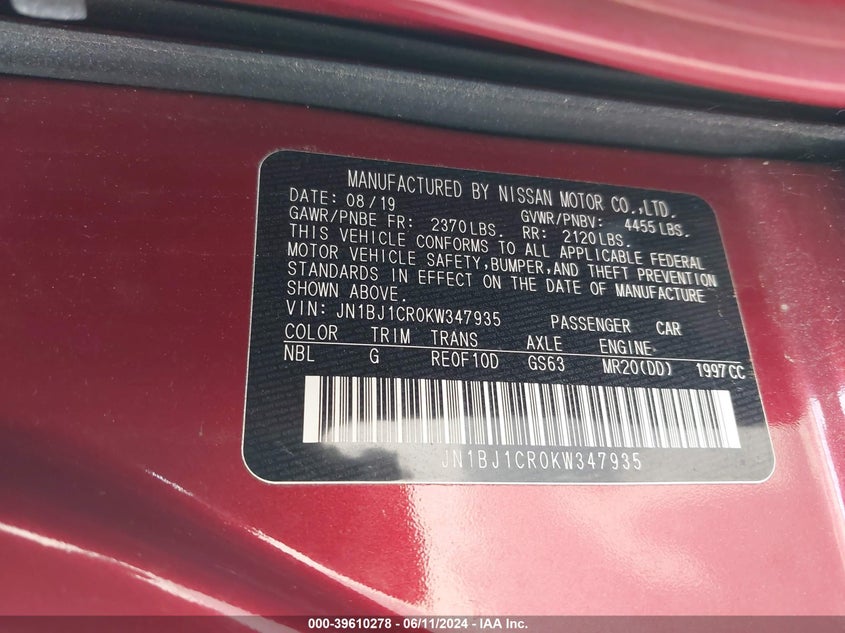 MANUFACTURED BY NISSAN MOTOR CO.,LTD.
DATE: 08/19 GVWR/PNBV: 4455LBS.
GAWR/PNBE FR: 2370LBS. RR: 2120LBS.
THIS VEHICLE CONFORMS TO ALL APPLICABLE FEDERAL
MOTOR VEHICLE SAFETY,BUMPER,AND THEFT PREVENTION
STANDARDS IN EFFECT ON THE DATE OF MANUFACTURE
SHOWN ABOVE.
VIN: JN1BJ1CR0KW347935 PASSENGER CAR
COLOR TRIM TRANS AXLE ENGINE
NBL G RE0F10D GS63 MR20(DD) 1997CC
JN1BJ1CR0KW347935
000-39610278 - 06/11/2024 - IAA Inc.